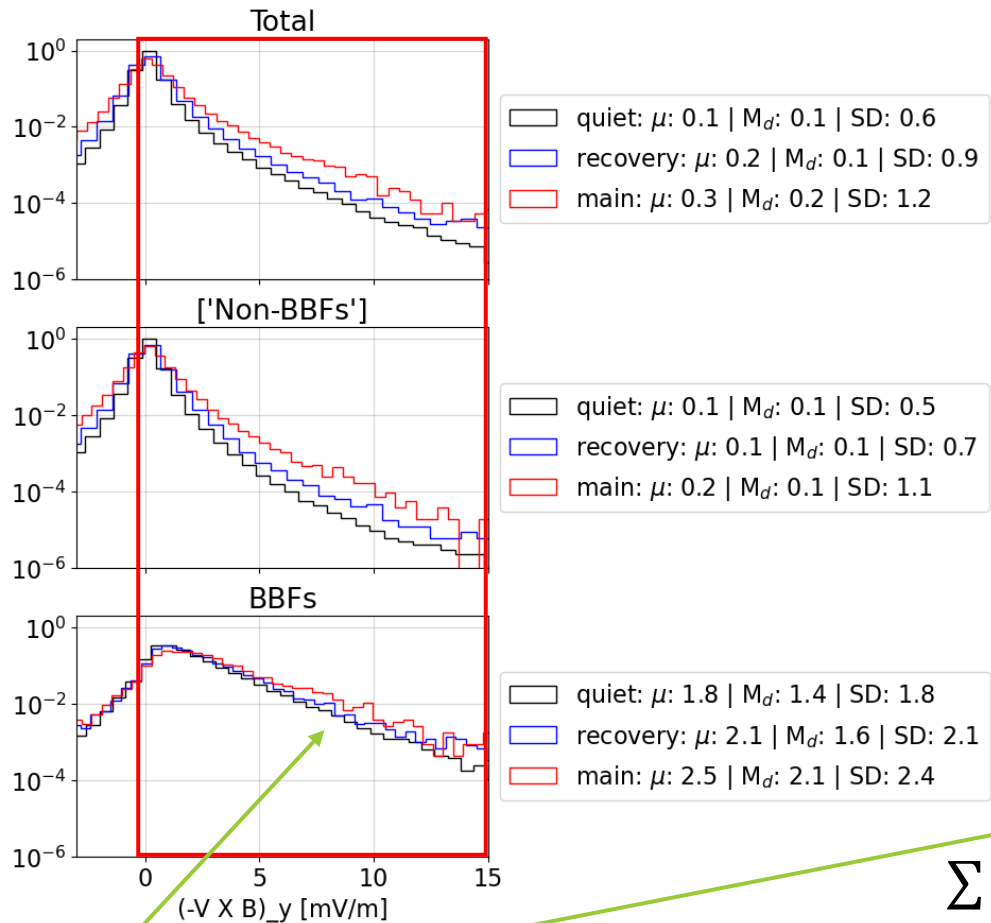 Total
10^0
10^-2
10^-4
10^-6
quiet: μ: 0.1 | M_d: 0.1 | SD: 0.6
recovery: μ: 0.2 | M_d: 0.1 | SD: 0.9
main: μ: 0.3 | M_d: 0.2 | SD: 1.2
['Non-BBFs']
10^0
10^-2
10^-4
10^-6
quiet: μ: 0.1 | M_d: 0.1 | SD: 0.5
recovery: μ: 0.1 | M_d: 0.1 | SD: 0.7
main: μ: 0.2 | M_d: 0.1 | SD: 1.1
BBFs
10^0
10^-2
10^-4
10^-6
quiet: μ: 1.8 | M_d: 1.4 | SD: 1.8
recovery: μ: 2.1 | M_d: 1.6 | SD: 2.1
main: μ: 2.5 | M_d: 2.1 | SD: 2.4
0 5 10 15
(-V X B)_y [mV/m]
Σ